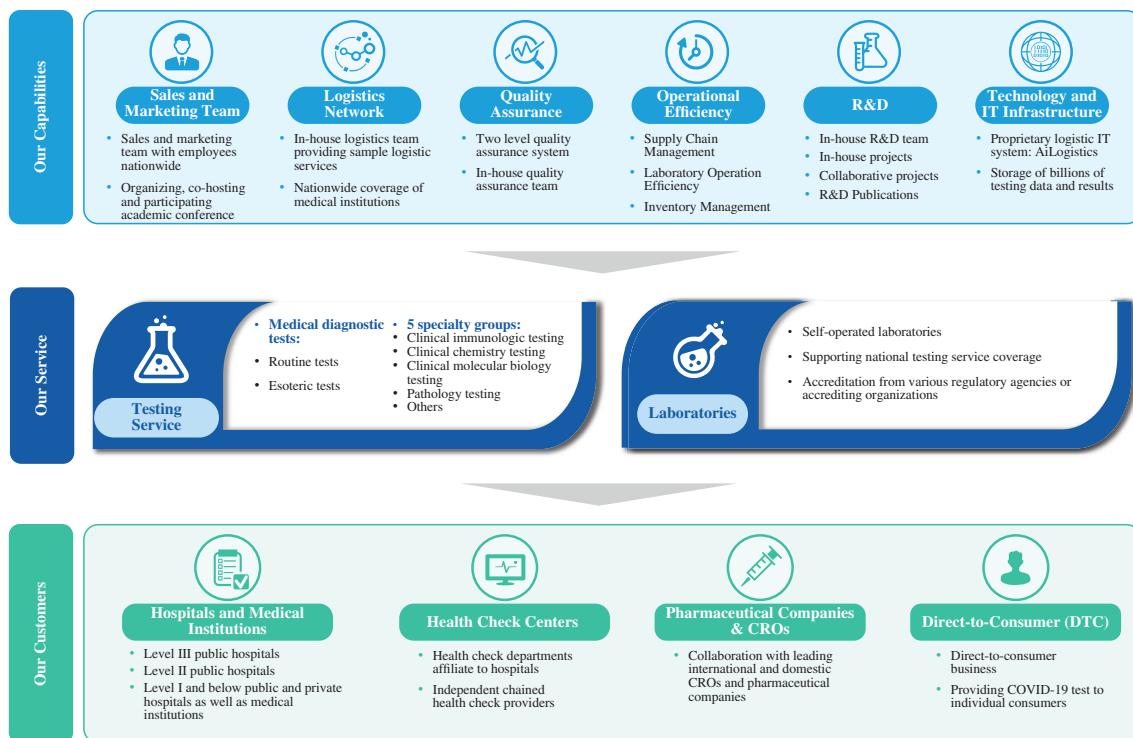 Our Capabilities
Sales and
Marketing Team
• Sales and marketing
team with employees
nationwide
• Organizing, co-hosting
and participating
academic conference
Logistics
Network
• In-house logistics team
providing sample logistic
services
• Nationwide coverage of
medical institutions
Quality
Assurance
• Two level quality
assurance system
• In-house quality
assurance team
Operational
Efficiency
• Supply Chain
Management
• Laboratory Operation
Efficiency
• Inventory Management
R&D
• In-house R&D team
• In-house projects
• Collaborative projects
• R&D Publications
Technology and
IT Infrastructure
• Proprietary logistic IT
system: AiLogistics
• Storage of billions of
testing data and results
Our Service
Testing
Service
• Medical diagnostic
tests:
• Routine tests
• Esoteric tests
• 5 specialty groups:
• Clinical immunologic testing
• Clinical chemistry testing
• Clinical molecular biology
testing
• Pathology testing
• Others
Laboratories
• Self-operated laboratories
• Supporting national testing service coverage
• Accreditation from various regulatory agencies or
accrediting organizations
Our Customers
Hospitals and Medical
Institutions
• Level III public hospitals
• Level II public hospitals
• Level I and below public and private
hospitals as well as medical
institutions
Health Check Centers
• Health check departments
affiliate to hospitals
• Independent chained
health check providers
Pharmaceutical Companies
& CROs
• Collaboration with leading
international and domestic
CROs and pharmaceutical
companies
Direct-to-Consumer (DTC)
• Direct-to-consumer
business
• Providing COVID-19 test to
individual consumers